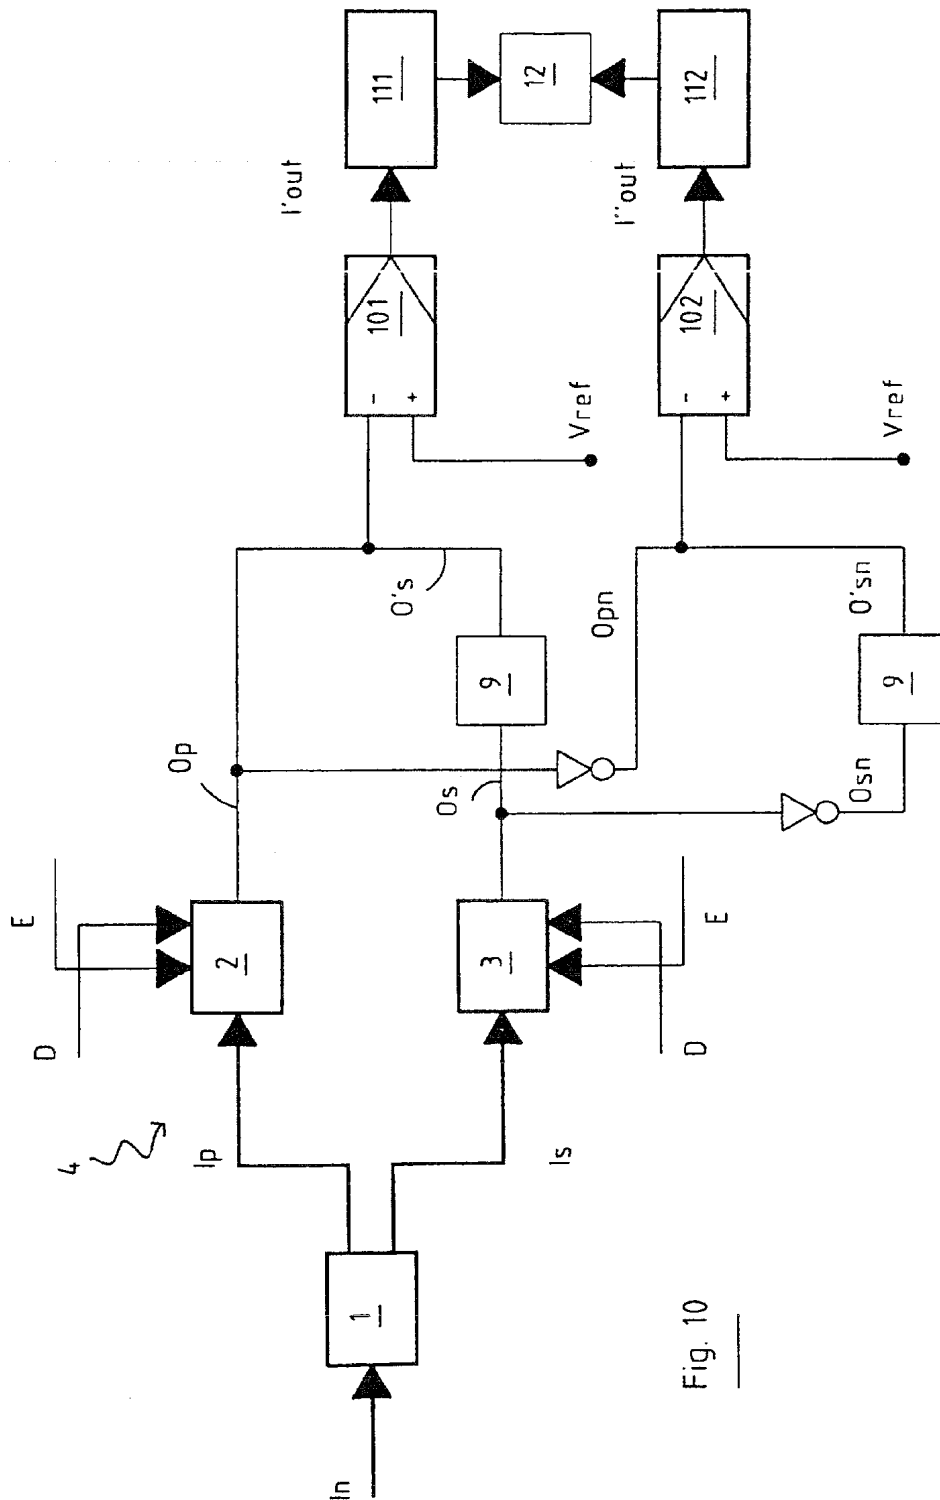 4
D
E
Ip
2
Op
In
1
Is
3
D
E
Os
9
O's
Opn
Osn
9
O'sn
-
+
101
Vref
I'out
111
12
-
+
102
Vref
I''out
112
Fig. 10